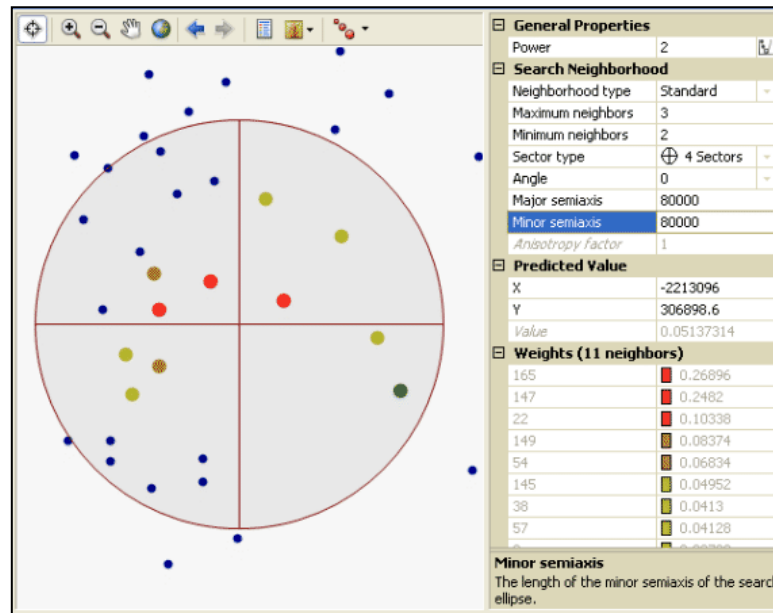 General Properties
Power 2
Search Neighborhood
Neighborhood type Standard
Maximum neighbors 3
Minimum neighbors 2
Sector type 4 Sectors
Angle 0
Major semiaxis 80000
Minor semiaxis 80000
Anisotropy factor 1
Predicted Value
X -2213096
Y 306898.6
Value 0.05137314
Weights (11 neighbors)
165 0.26896
147 0.2482
22 0.10338
149 0.08374
54 0.06834
145 0.04952
38 0.0413
57 0.04128
Minor semiaxis
The length of the minor semiaxis of the search
ellipse.